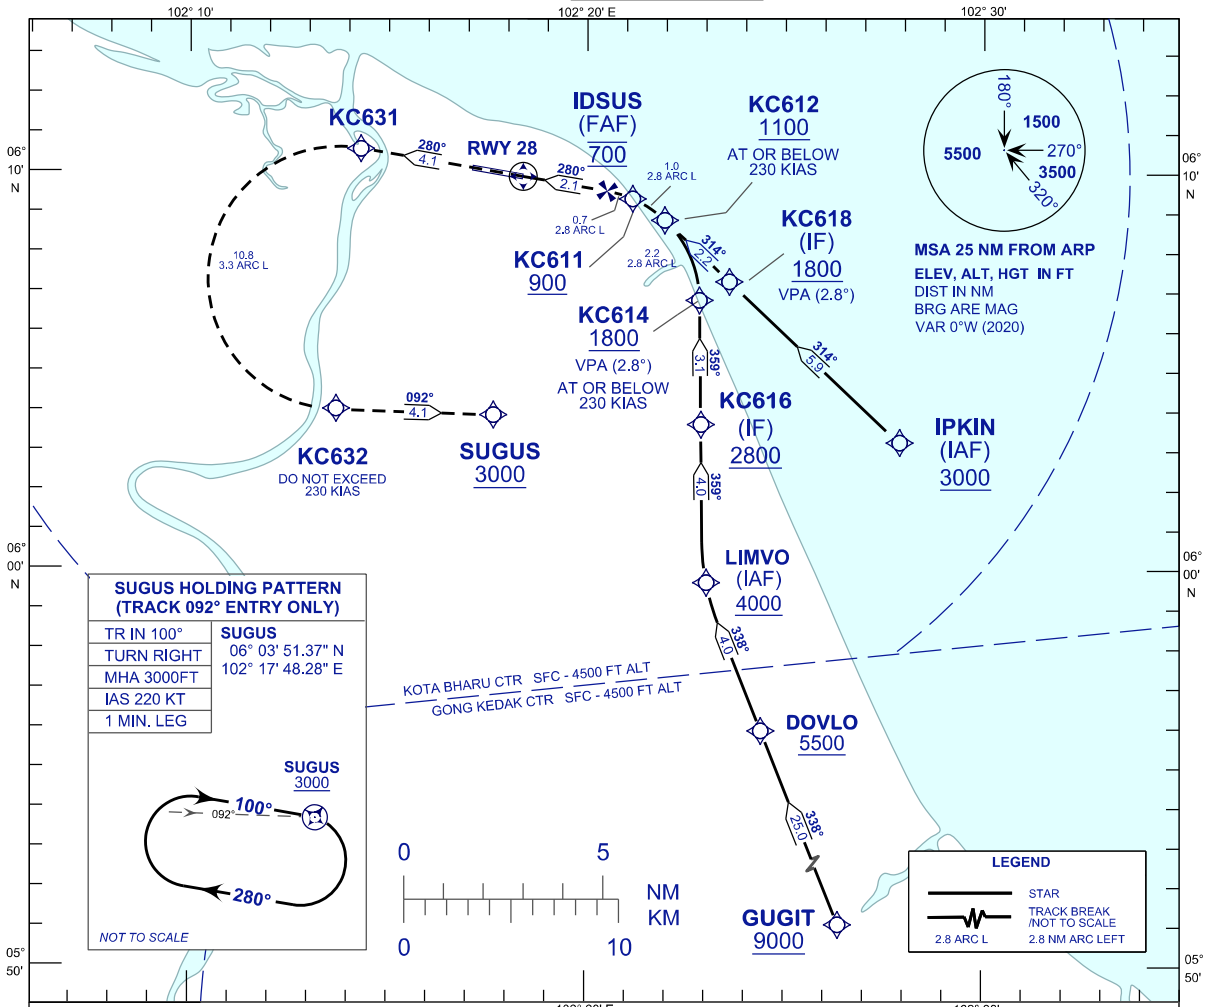 102° 10'
102° 20' E
102° 30'
06°
10'
N
06°
10'
N
KC631
280°
4.1
RWY 28
280°
2.1
IDSUS
(FAF)
700
1.0
2.8 ARC L
KC612
1100
AT OR BELOW
230 KIAS
0.7
2.8 ARC L
KC611
900
2.2
2.8 ARC L
314°
2.2
KC618
(IF)
1800
VPA (2.8°)
180°
1500
5500
270°
3500
320°
MSA 25 NM FROM ARP
ELEV, ALT, HGT IN FT
DIST IN NM
BRG ARE MAG
VAR 0°W (2020)
10.8
3.3 ARC L
KC614
1800
VPA (2.8°)
AT OR BELOW
230 KIAS
359°
3.1
314°
5.9
092°
4.1
KC632
DO NOT EXCEED
230 KIAS
SUGUS
3000
KC616
(IF)
2800
IPKIN
(IAF)
3000
359°
4.0
06°
00'
N
06°
00'
N
LIMVO
(IAF)
4000
338°
4.0
KOTA BHARU CTR SFC - 4500 FT ALT
GONG KEDAK CTR SFC - 4500 FT ALT
DOVLO
5500
338°
25.0
GUGIT
9000
SUGUS HOLDING PATTERN
(TRACK 092° ENTRY ONLY)
TR IN 100°
TURN RIGHT
MHA 3000FT
IAS 220 KT
1 MIN. LEG
SUGUS
06° 03' 51.37" N
102° 17' 48.28" E
SUGUS
3000
100°
092°
280°
NOT TO SCALE
0
5
NM
KM
0
10
LEGEND
STAR
TRACK BREAK
/NOT TO SCALE
2.8 ARC L
2.8 NM ARC LEFT
05°
50'
05°
50'